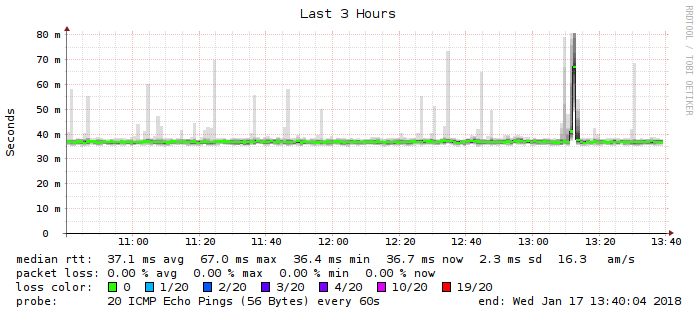 Last 3 Hours
RRDTOOL / TOBI OETIKER
Seconds
80 m
70 m
60 m
50 m
40 m
30 m
20 m
10 m
0
11:00 11:20 11:40 12:00 12:20 12:40 13:00 13:20 13:40
median rtt: 37.1 ms avg 67.0 ms max 36.4 ms min 36.7 ms now 2.3 ms sd 16.3 am/s
packet loss: 0.00 % avg 0.00 % max 0.00 % min 0.00 % now
loss color: 0 1/20 2/20 3/20 4/20 10/20 19/20
probe: 20 ICMP Echo Pings (56 Bytes) every 60s end: Wed Jan 17 13:40:04 2018